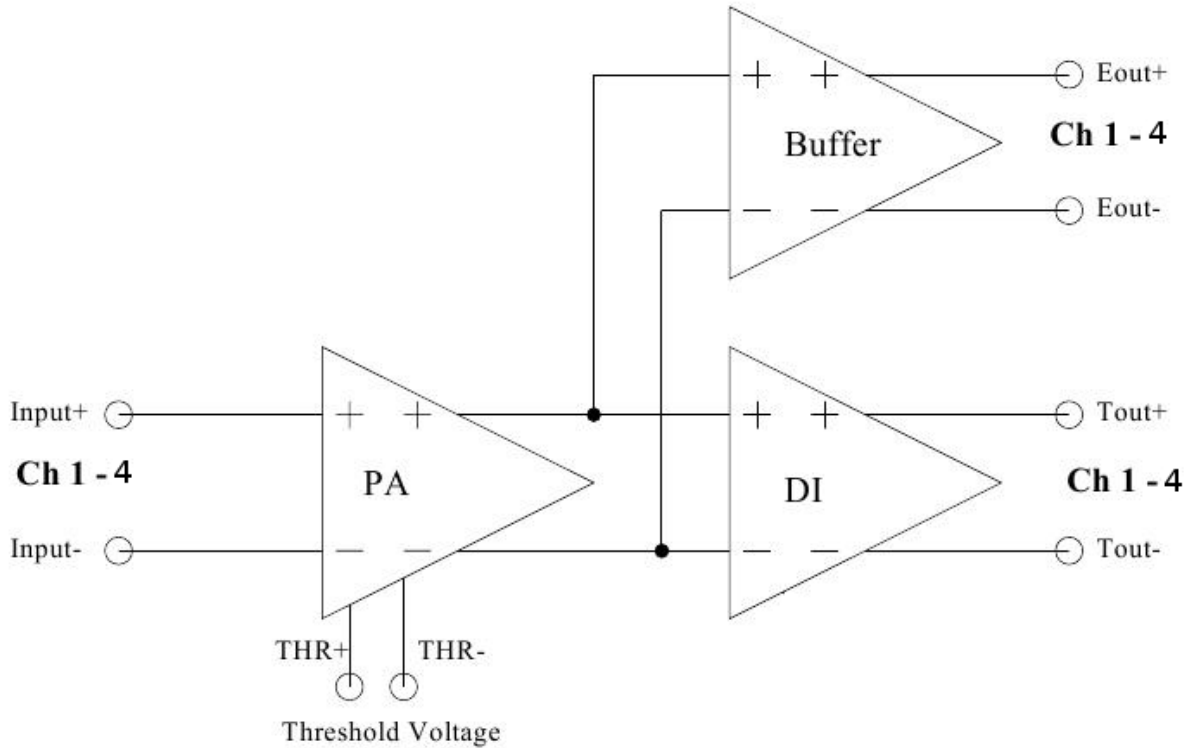 Eout+
Buffer
Ch 1 - 4
Eout-
Input+
Tout+
Ch 1 - 4
PA
DI
Ch 1 - 4
Input-
Tout-
THR+
THR-
Threshold Voltage